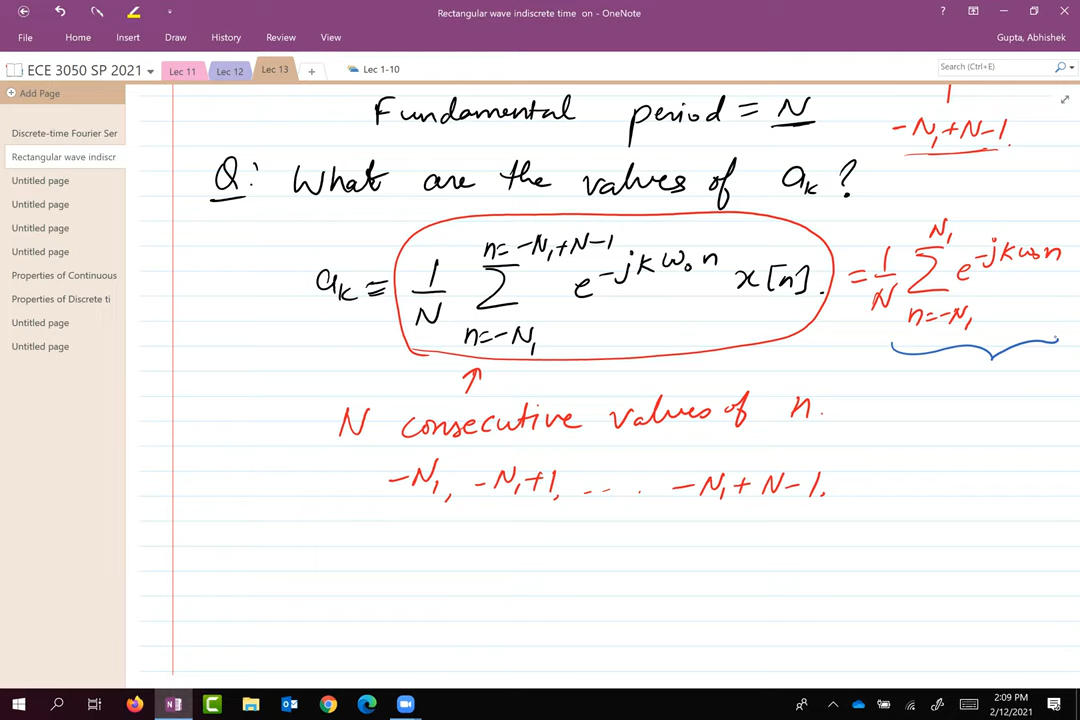 Rectangular wave indiscrete time on - OneNote
Gupta, Abhishek
File Home Insert Draw History Review View
ECE 3050 SP 2021
Lec 11 Lec 12 Lec 13 + Lec 1-10
Search (Ctrl+E)
Add Page
Discrete-time Fourier Ser
Rectangular wave indiscr
Untitled page
Untitled page
Untitled page
Untitled page
Properties of Continuous
Properties of Discrete ti
Untitled page
Untitled page
Fundamental period = N
-N₁+N-1.
Q: What are the values of aₖ?
aₖ = 1/N ∑_{n=-N₁}^{n=-N₁+N-1} e^{-jkω₀n} x[n]. = 1/N ∑_{n=-N₁}^{N₁} e^{-jkω₀n}
N consecutive values of n.
-N₁, -N₁+1, .... -N₁+N-1.
2:09 PM
2/12/2021